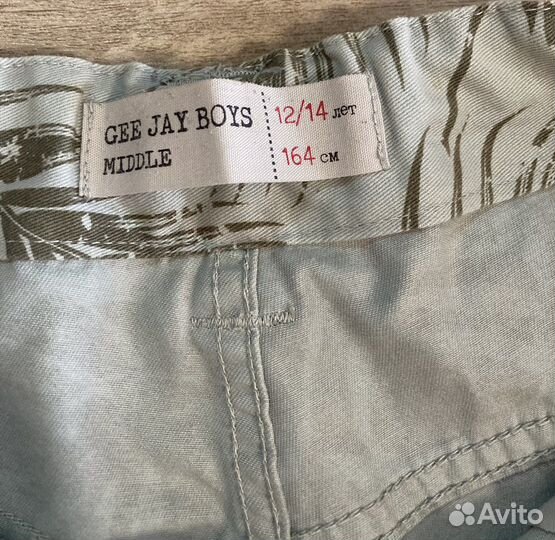 GEE JAY BOYS
MIDDLE
12/14 лет
164 см
Avito